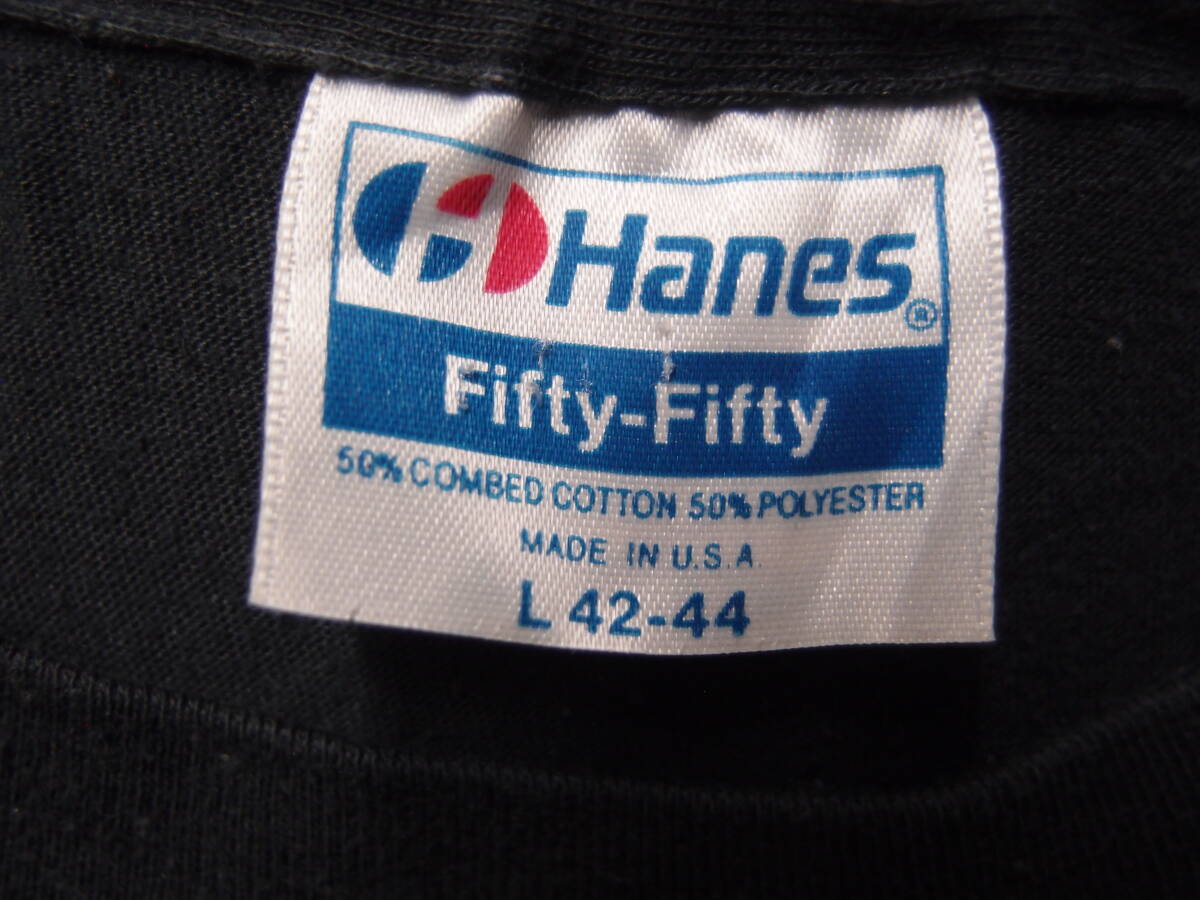 Hanes®
Fifty-Fifty
50% COMBED COTTON 50% POLYESTER
MADE IN U.S.A.
L 42-44